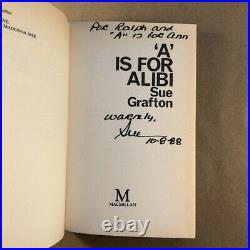 For Ralph and
"A" is for Ann
'A'
IS FOR
ALIBI
Sue
Grafton
warmly,
Sue
10-8-88
M
MACMILLAN